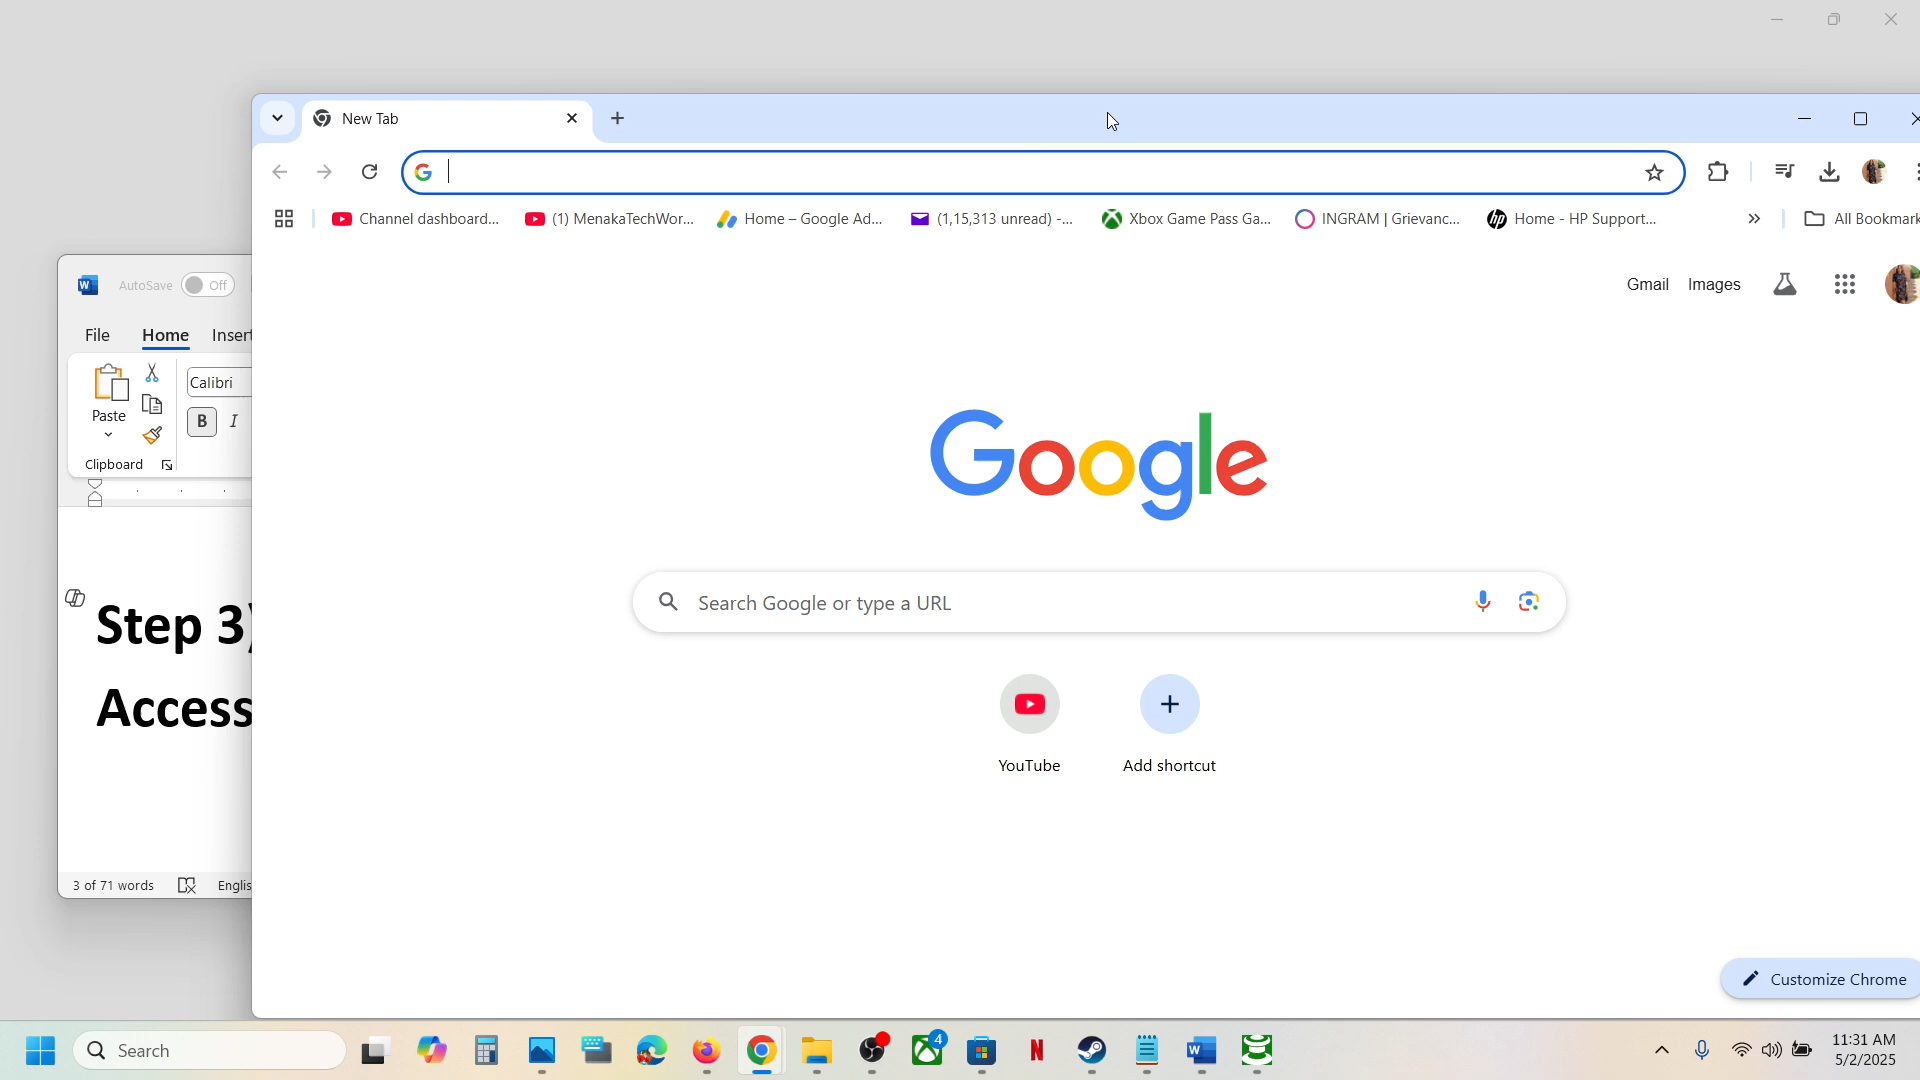 New Tab
Channel dashboard...
(1) MenakaTechWor...
Home – Google Ad...
(1,15,313 unread) -...
Xbox Game Pass Ga...
INGRAM | Grievanc...
Home - HP Support...
All Bookmark
AutoSave
Off
Gmail
Images
File
Home
Insert
Calibri
Paste
B
I
Clipboard
Google
Search Google or type a URL
Step 3)
Access
YouTube
Add shortcut
3 of 71 words
Englis
Customize Chrome
Search
4
11:31 AM
5/2/2025